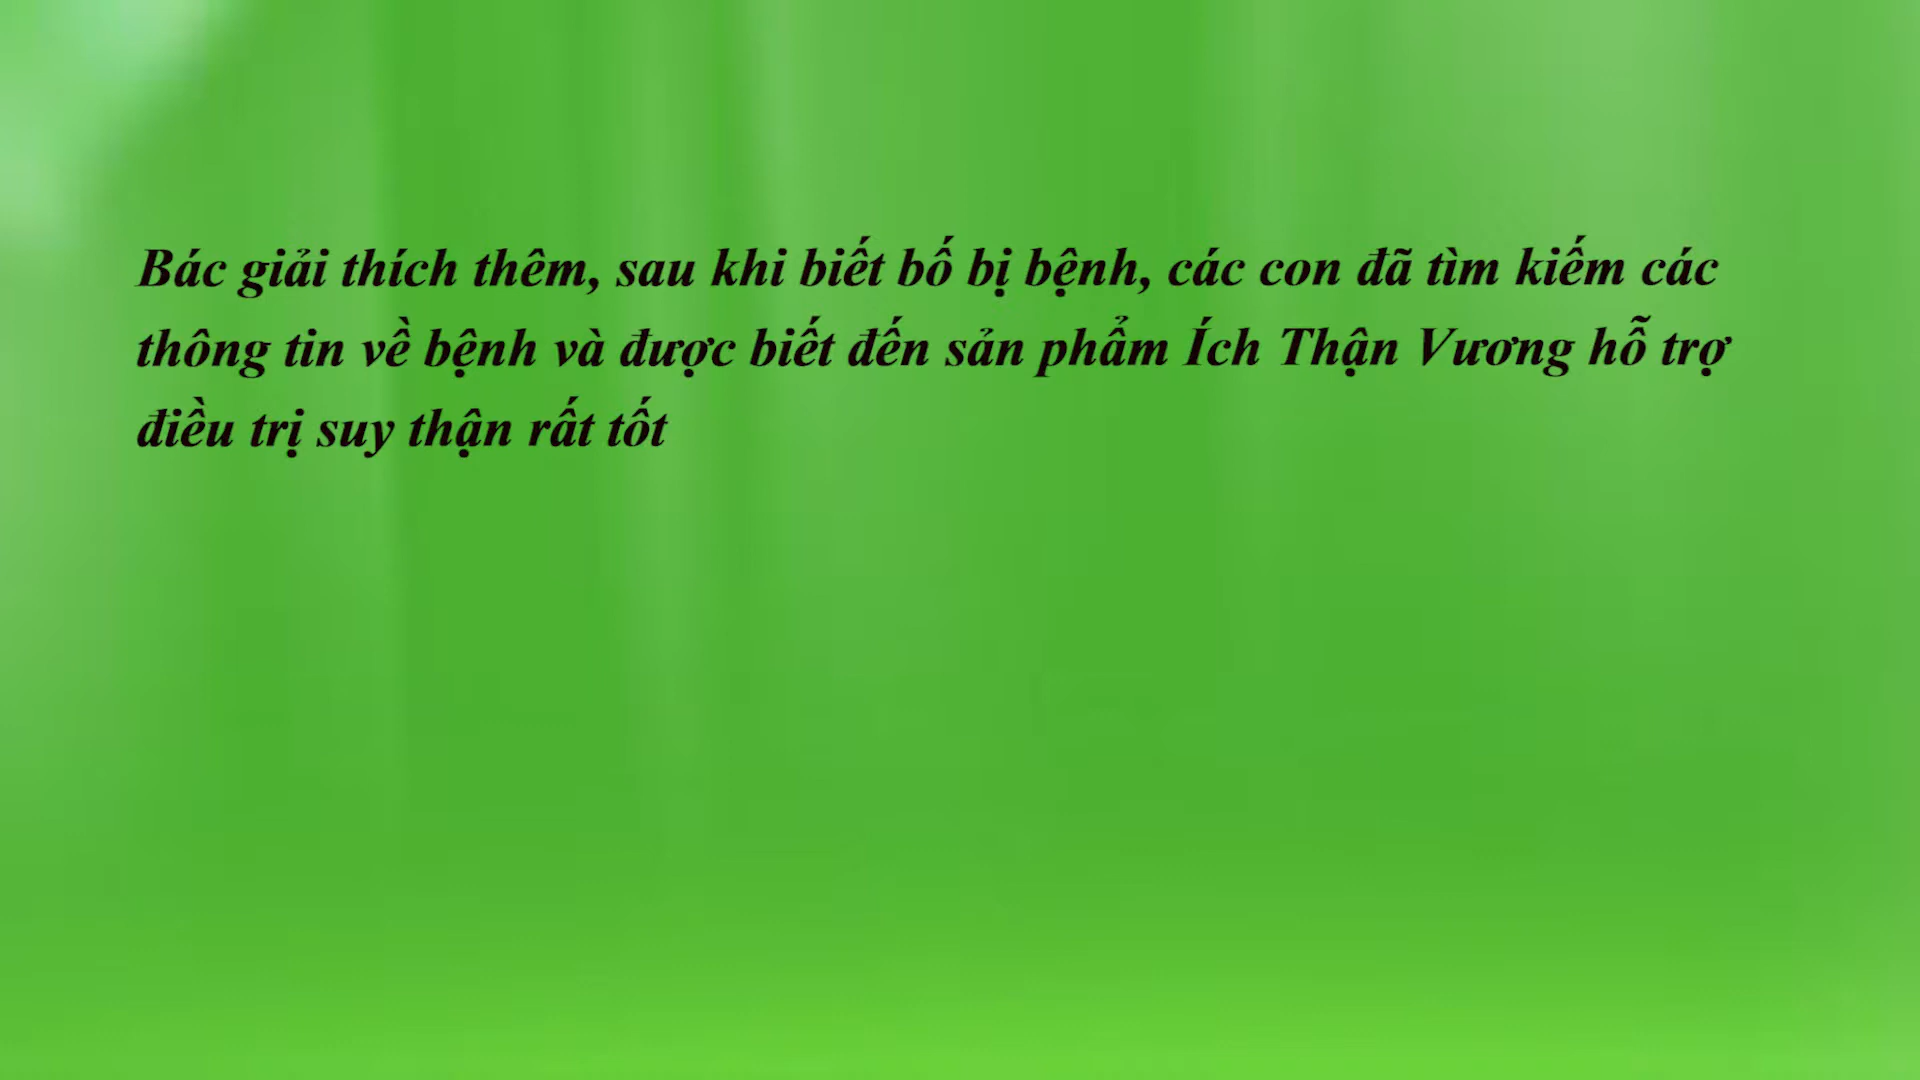 Bác giải thích thêm, sau khi biết bố bị bệnh, các con đã tìm kiếm các
thông tin về bệnh và được biết đến sản phẩm Ích Thận Vương hỗ trợ
điều trị suy thận rất tốt